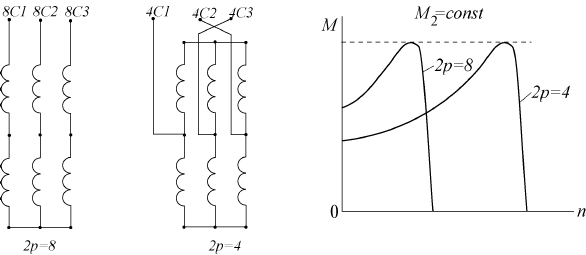 8C1 8C2 8C3
2p=8
4C1 4C2 4C3
2p=4
M₂=const
M
2p=8
2p=4
0
n